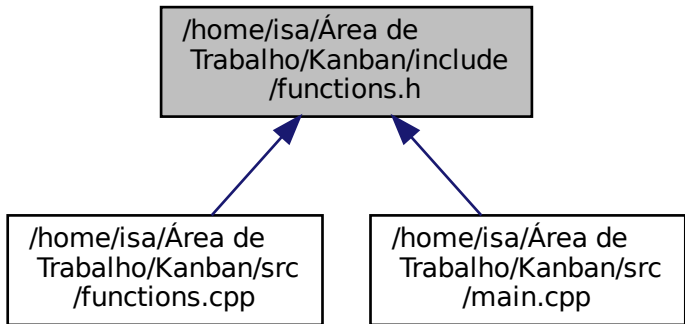 /home/isa/Área de
Trabalho/Kanban/include
/functions.h
/home/isa/Área de
Trabalho/Kanban/src
/functions.cpp
/home/isa/Área de
Trabalho/Kanban/src
/main.cpp